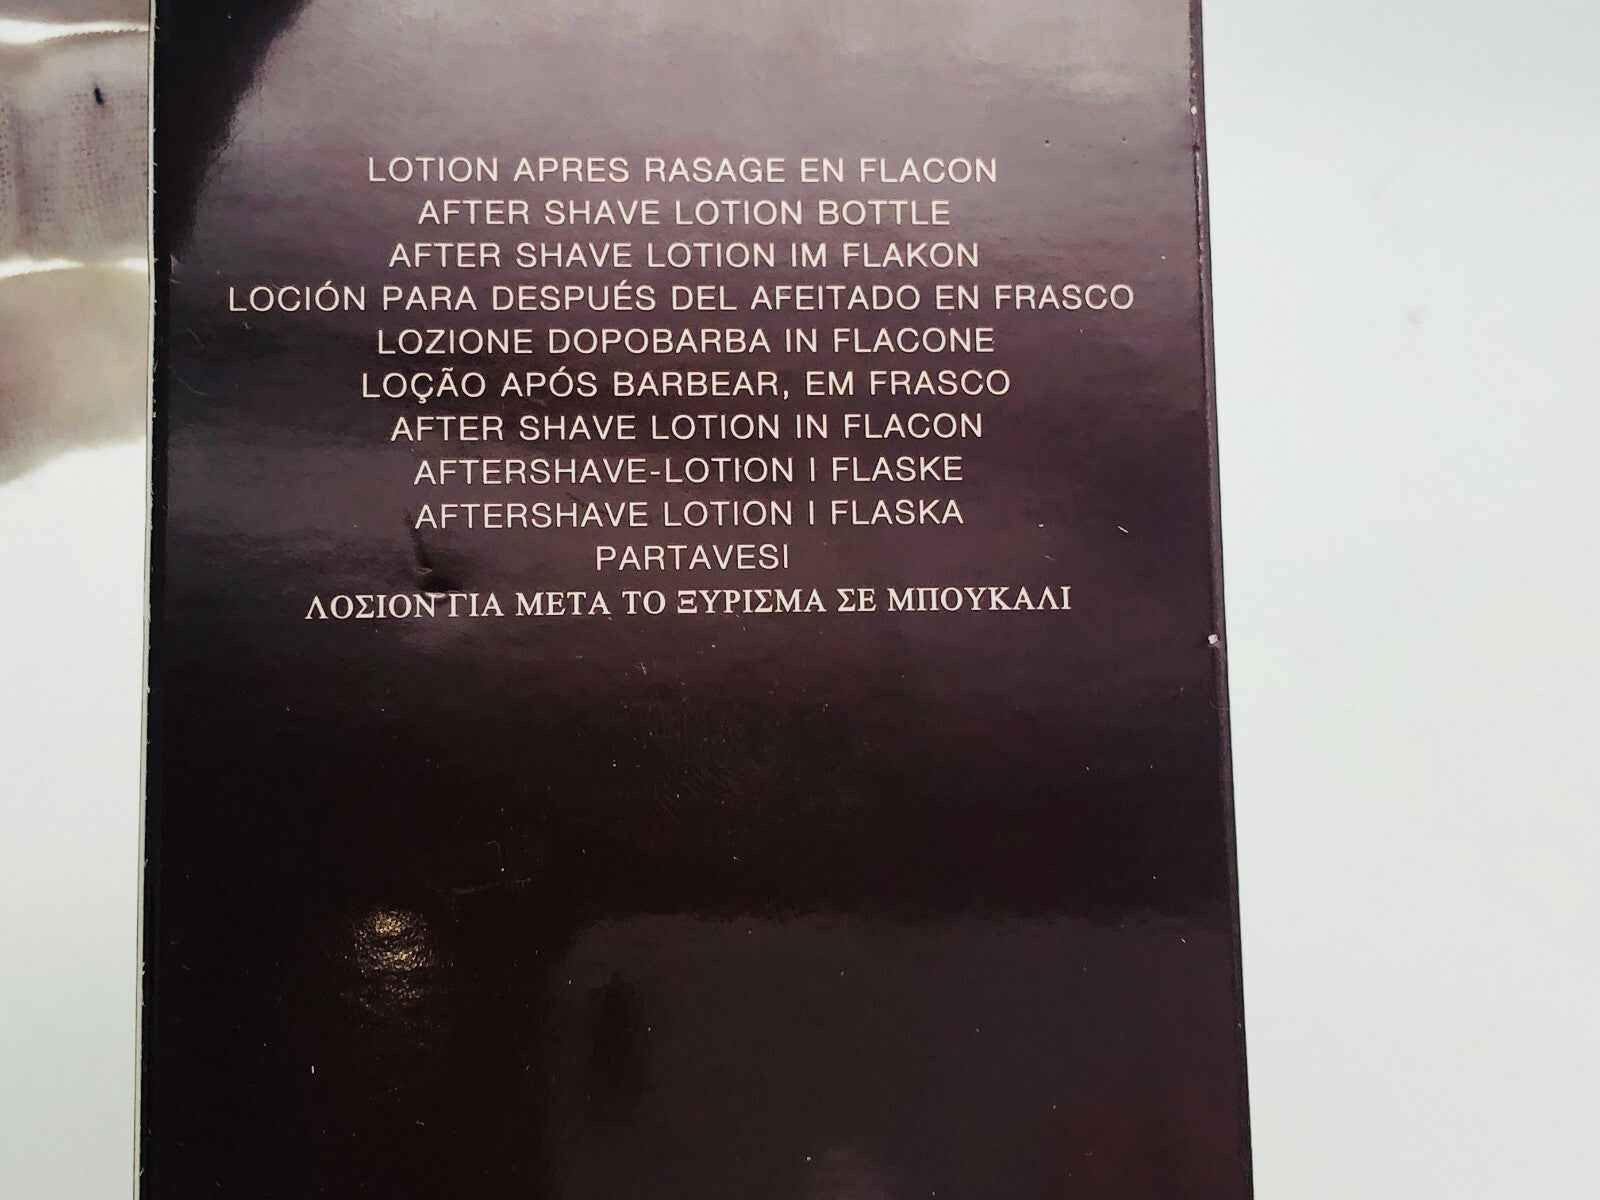 LOTION APRES RASAGE EN FLACON
AFTER SHAVE LOTION BOTTLE
AFTER SHAVE LOTION IM FLAKON
LOCIÓN PARA DESPUÉS DEL AFEITADO EN FRASCO
LOZIONE DOPOBARBA IN FLACONE
LOÇÃO APÓS BARBEAR, EM FRASCO
AFTER SHAVE LOTION IN FLACON
AFTERSHAVE-LOTION I FLASKE
AFTERSHAVE LOTION I FLASKA
PARTAVESI
ΛΟΣΙΟΝ ΓΙΑ ΜΕΤΑ ΤΟ ΞΥΡΙΣΜΑ ΣΕ ΜΠΟΥΚΑΛΙ